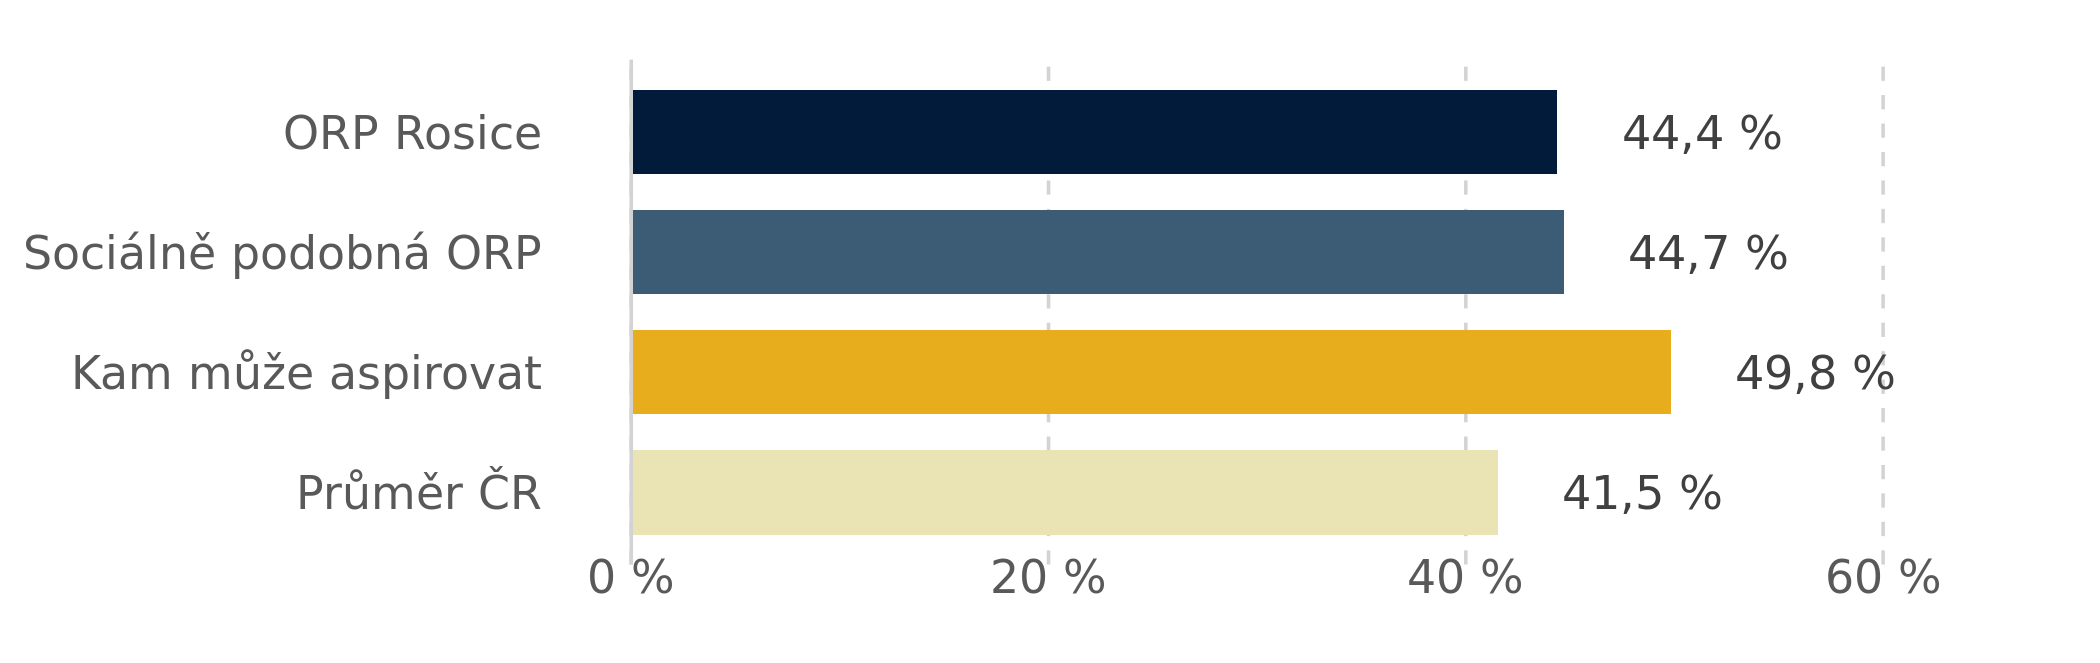 ORP Rosice
44,4 %
Sociálně podobná ORP
44,7 %
Kam může aspirovat
49,8 %
Průměr ČR
41,5 %
0 %
20 %
40 %
60 %